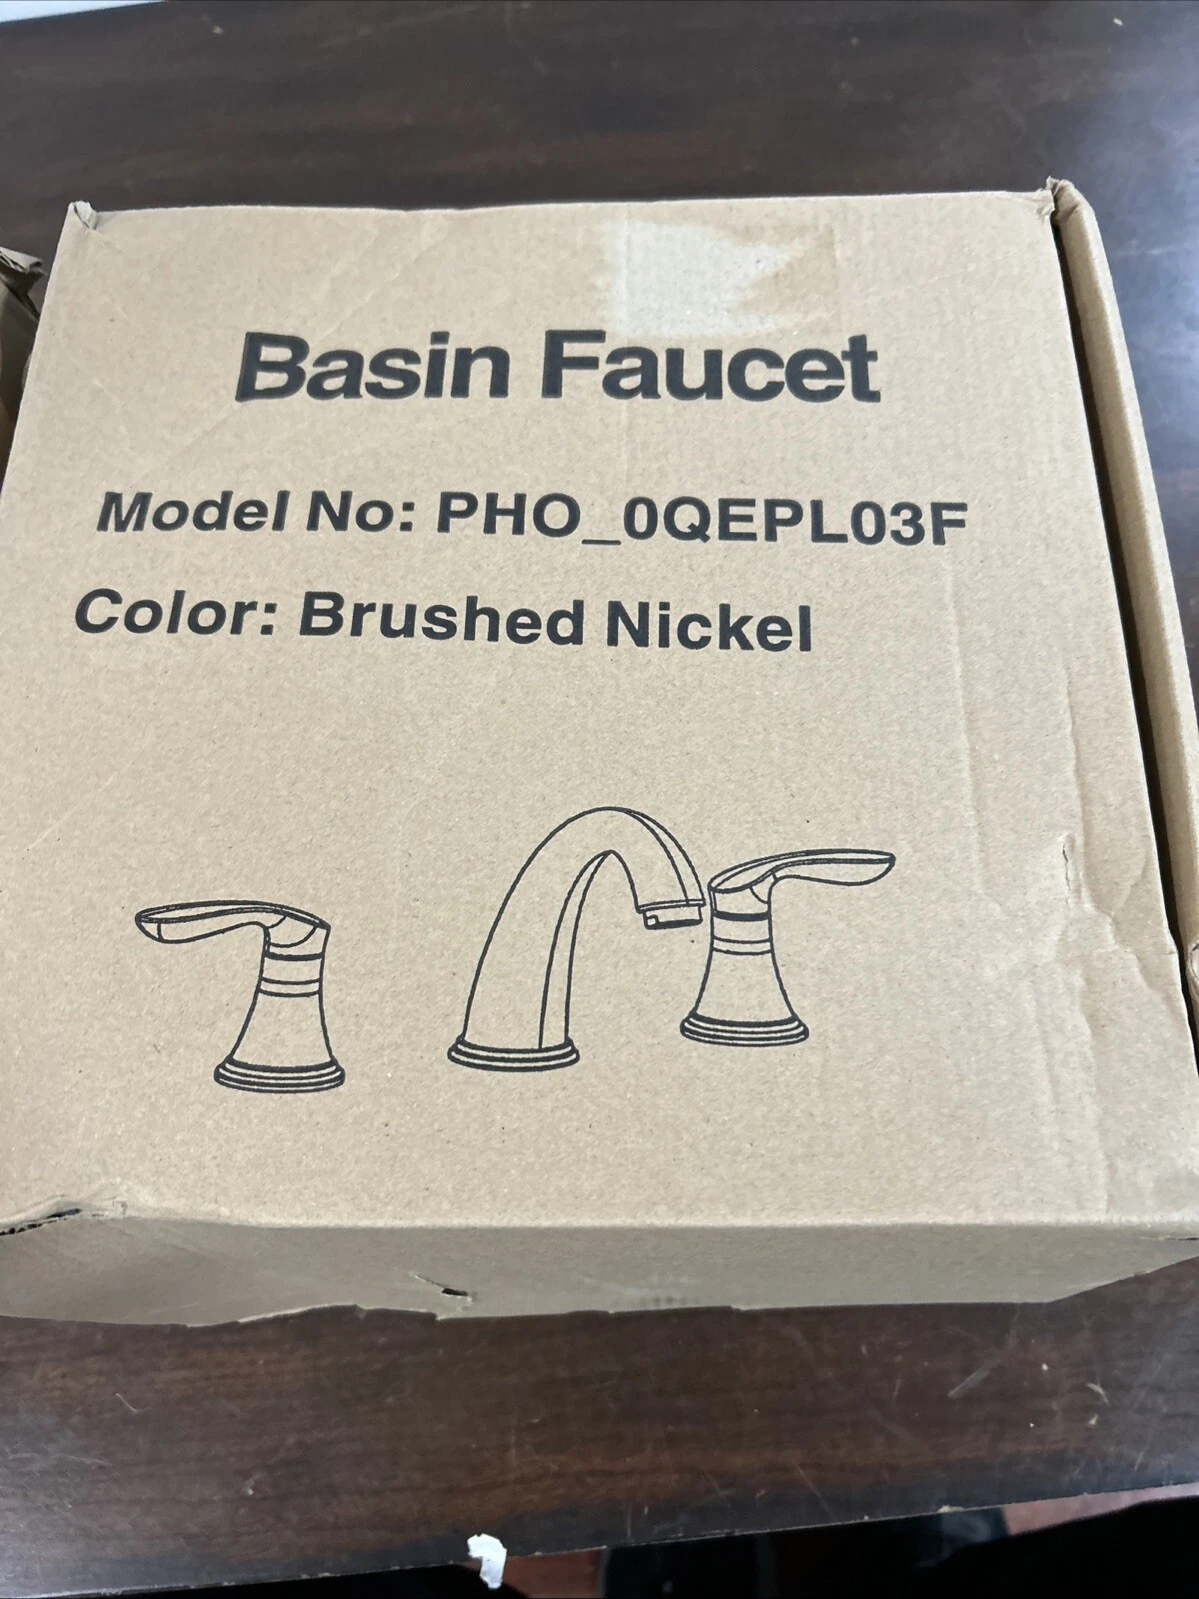 Basin Faucet
Model No: PHO_0QEPL03F
Color: Brushed Nickel